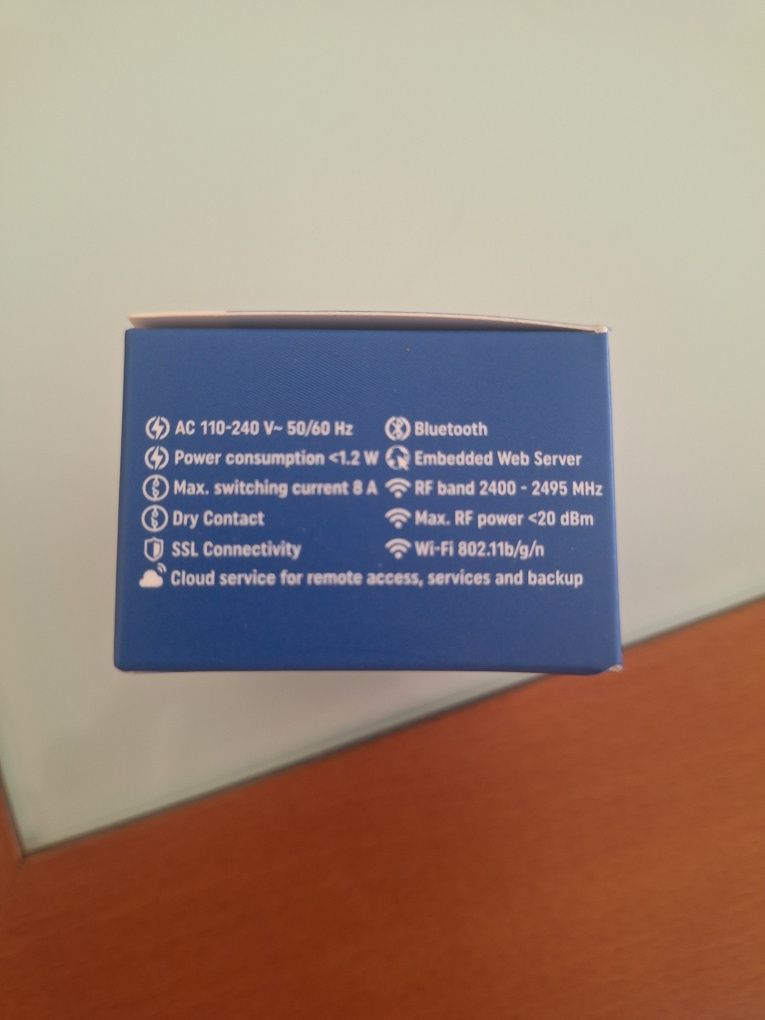 AC 110-240 V~ 50/60 Hz
Power consumption <1.2 W
Max. switching current 8 A
Dry Contact
SSL Connectivity
Bluetooth
Embedded Web Server
RF band 2400 - 2495 MHz
Max. RF power <20 dBm
Wi-Fi 802.11b/g/n
Cloud service for remote access, services and backup